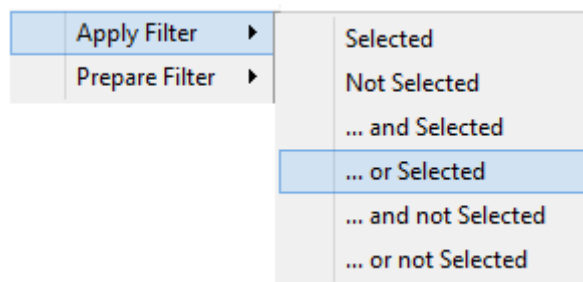 Apply Filter
Prepare Filter
Selected
Not Selected
... and Selected
... or Selected
... and not Selected
... or not Selected